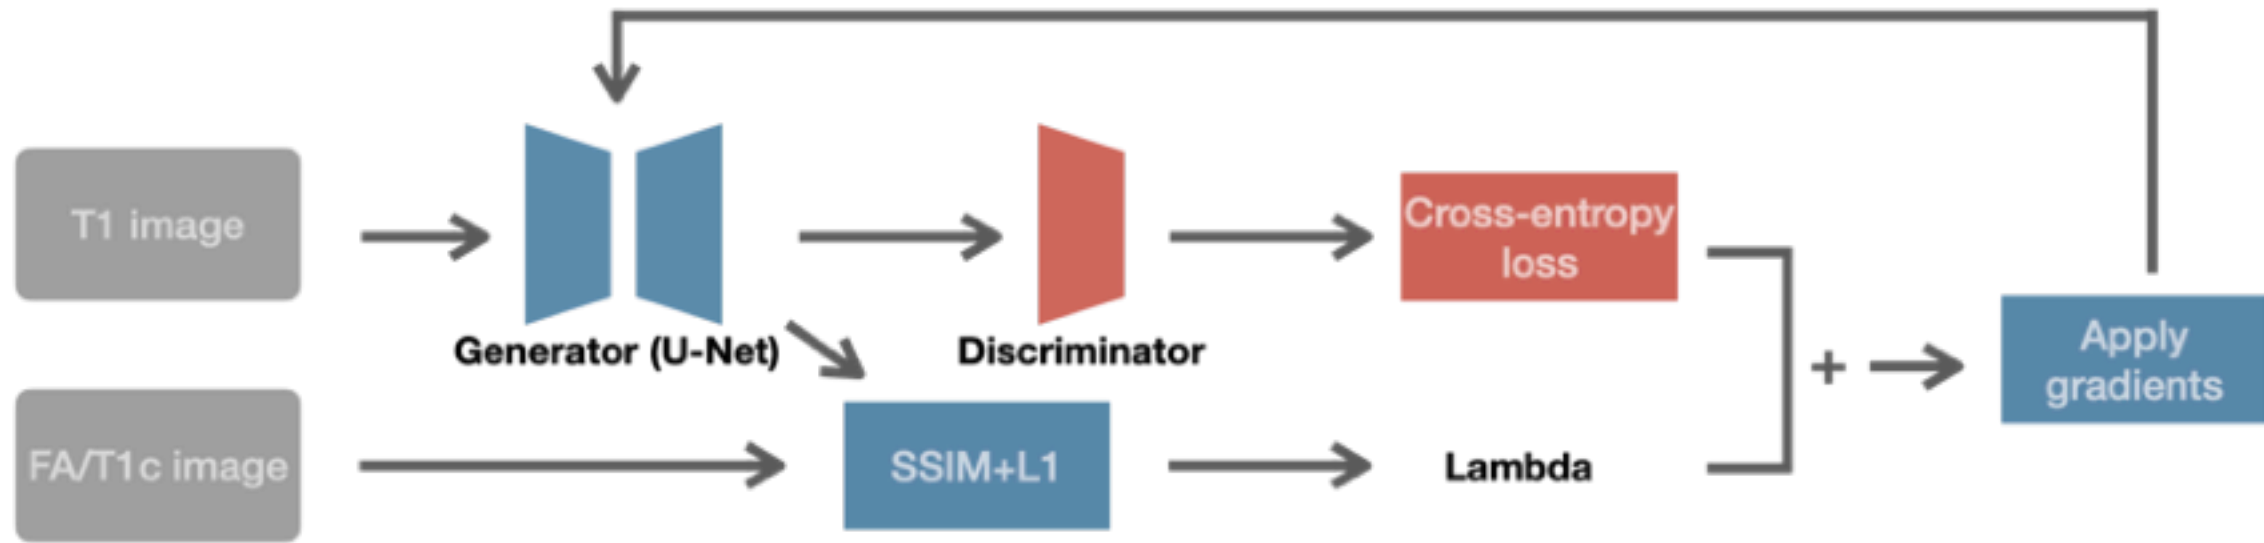 T1 image
Generator (U-Net)
Discriminator
Cross-entropy
loss
FA/T1c image
SSIM+L1
Lambda
+
Apply
gradients